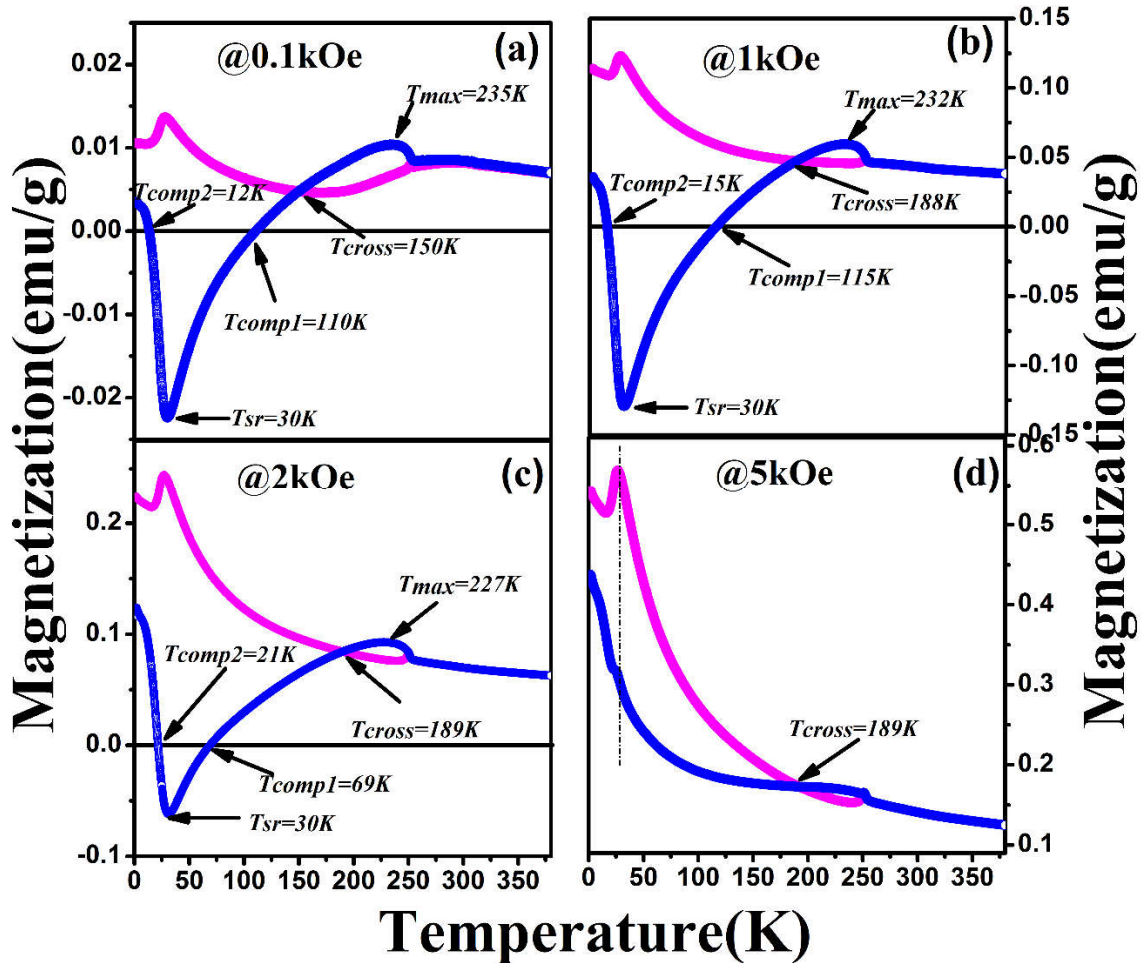 (a)
@0.1kOe
Tmax=235K
Tcomp2=12K
Tcross=150K
Tcomp1=110K
Tsr=30K
0.02
0.01
0.00
-0.01
-0.02
(b)
@1kOe
Tmax=232K
Tcomp2=15K
Tcross=188K
Tcomp1=115K
Tsr=30K
0.15
0.10
0.05
0.00
-0.05
-0.10
-0.15
(c)
@2kOe
Tmax=227K
Tcomp2=21K
Tcross=189K
Tcomp1=69K
Tsr=30K
0.2
0.1
0.0
-0.1
0 50 100 150 200 250 300 350
(d)
@5kOe
Tcross=189K
0.6
0.5
0.4
0.3
0.2
0.1
0 50 100 150 200 250 300 350
Magnetization(emu/g)
Magnetization(emu/g)
Temperature(K)